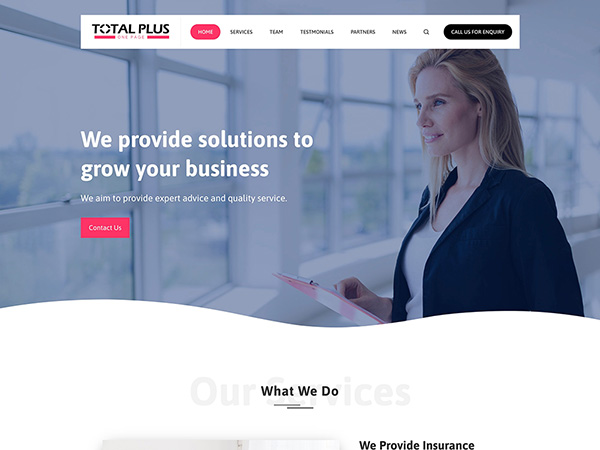 TOTAL PLUS
ONE PAGE
HOME
SERVICES
TEAM
TESTMONIALS
PARTNERS
NEWS
CALL US FOR ENQUIRY
We provide solutions to
grow your business
We aim to provide expert advice and quality service.
Contact Us
Our Services
What We Do
We Provide Insurance